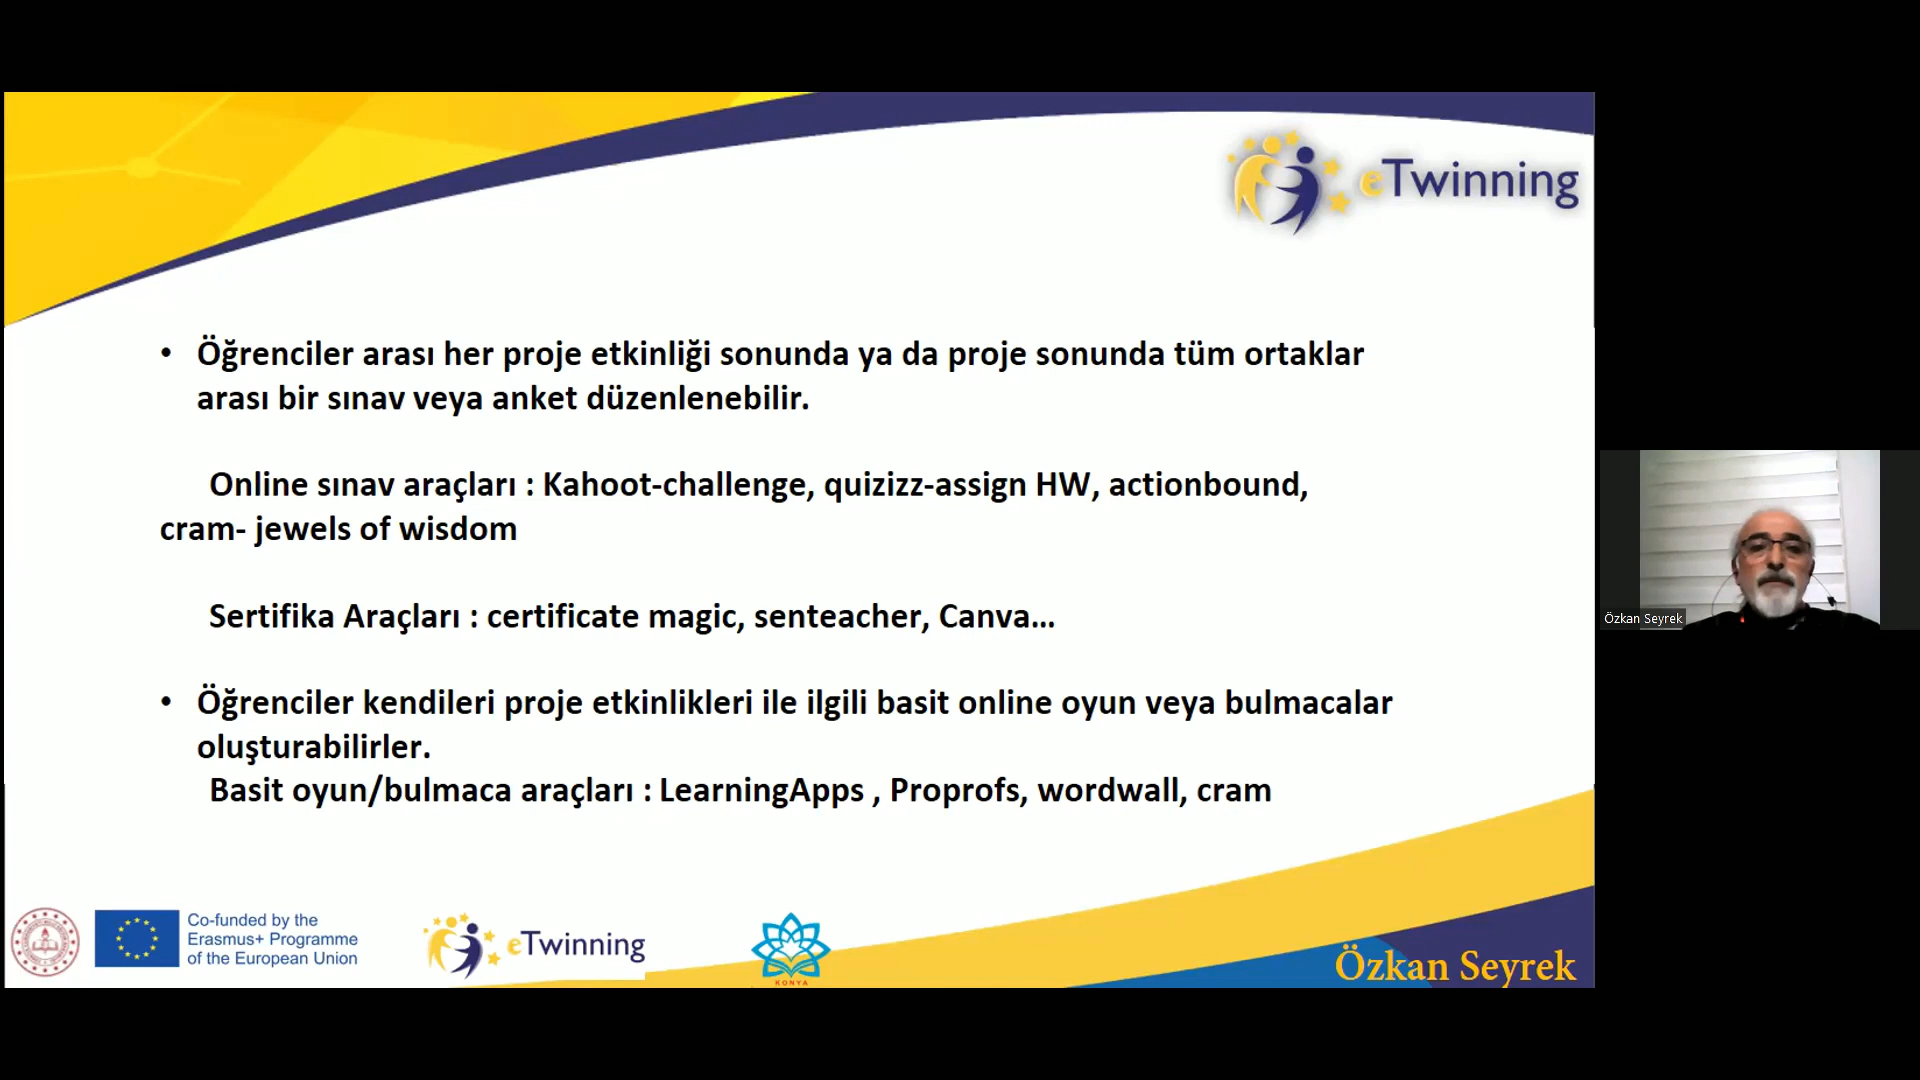 eTwinning
• Öğrenciler arası her proje etkinliği sonunda ya da proje sonunda tüm ortaklar
arası bir sınav veya anket düzenlenebilir.
Online sınav araçları : Kahoot-challenge, quizizz-assign HW, actionbound,
cram- jewels of wisdom
Sertifika Araçları : certificate magic, senteacher, Canva...
• Öğrenciler kendileri proje etkinlikleri ile ilgili basit online oyun veya bulmacalar
oluşturabilirler.
Basit oyun/bulmaca araçları : LearningApps , Proprofs, wordwall, cram
Co-funded by the
Erasmus+ Programme
of the European Union
eTwinning
KONYA
Özkan Seyrek
Özkan Seyrek